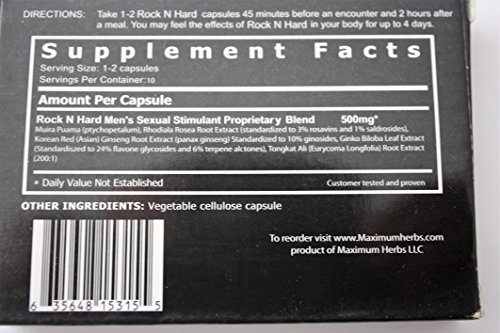 DIRECTIONS: Take 1-2 Rock N Hard capsules 45 minutes before an encounter and 2 hours after
a meal. You may feel the effects of Rock N Hard in your body for up to 4 days.
Supplement Facts
Serving Size: 1-2 capsules
Servings Per Container:10
Amount Per Capsule
Rock N Hard Men's Sexual Stimulant Proprietary Blend 500mg*
Muira Puama (ptychopetalum), Rhodiala Rosea Root Extract (standardized to 3% rosavins and 1% saldrosides),
Korean Red (Asian) Ginseng Root Extract (panax ginseng) Standardized to 10% ginosides, Ginko Biloba Leaf Extract
(Standardiszed to 24% flavone glycosides and 6% terpene alctones), Tongkat Ali (Eurycoma Longfolia) Root Extract
(200:1)
* Daily Value Not Established Customer tested and proven
OTHER INGREDIENTS: Vegetable cellulose capsule
To reorder visit www.Maximumherbs.com
product of Maximum Herbs LLC
6 35648 15315 5